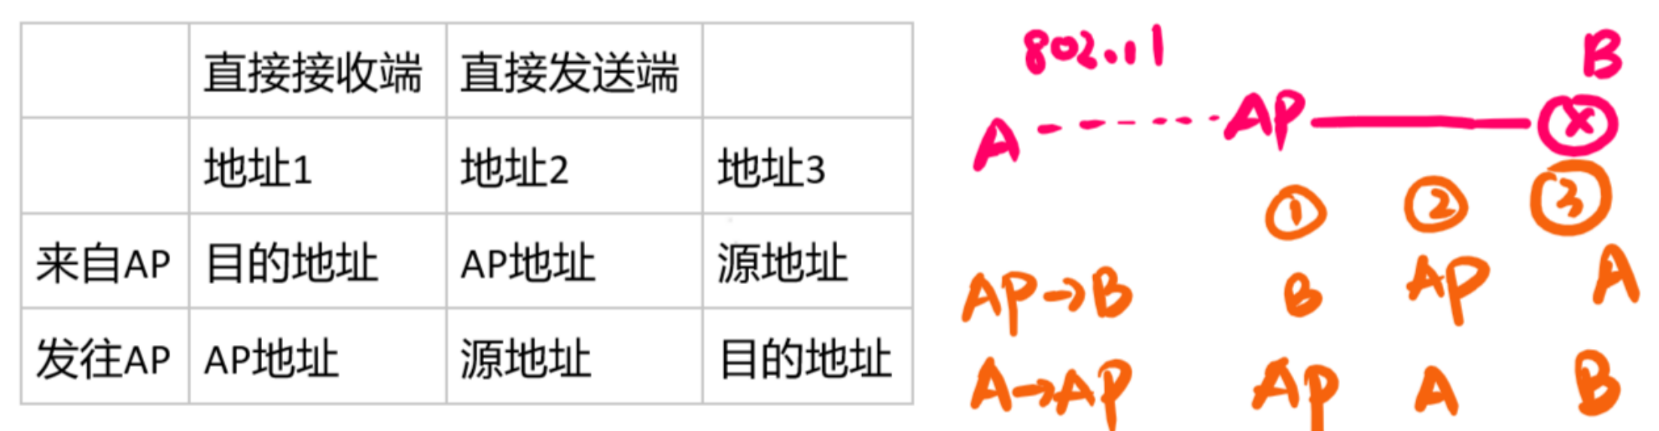 直接接收端 直接发送端
地址1 地址2 地址3
来自AP 目的地址 AP地址 源地址
发往AP AP地址 源地址 目的地址
802.11
B
A AP X
① ② ③
AP→B B AP A
A→AP AP A B